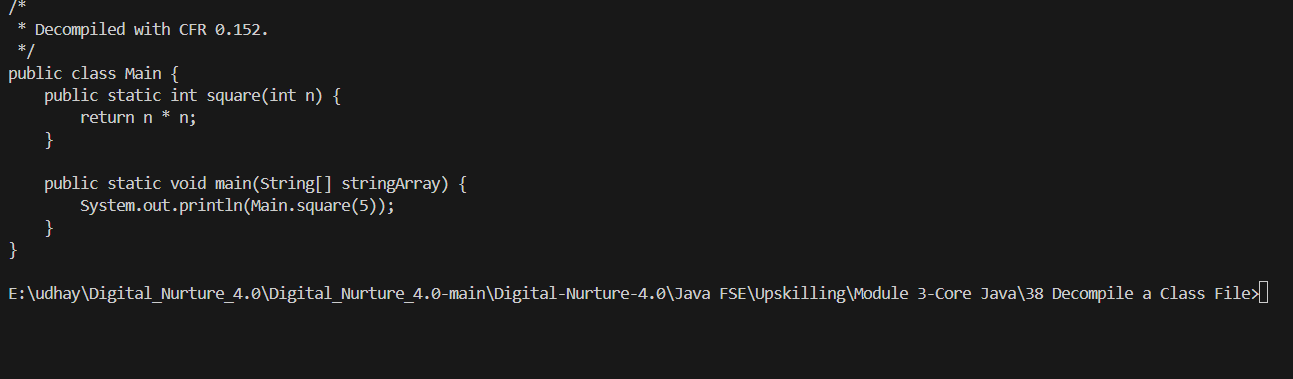 /*
 * Decompiled with CFR 0.152.
 */
public class Main {
    public static int square(int n) {
        return n * n;
    }

    public static void main(String[] stringArray) {
        System.out.println(Main.square(5));
    }
}

E:\udhay\Digital_Nurture_4.0\Digital_Nurture_4.0-main\Digital-Nurture-4.0\Java FSE\Upskilling\Module 3-Core Java\38 Decompile a Class File>